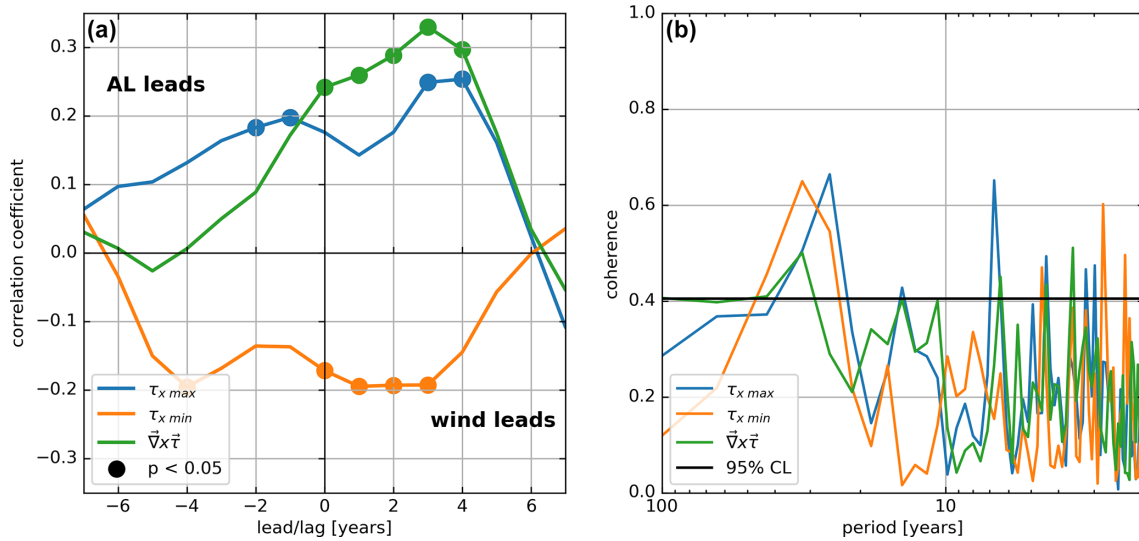 (a)
AL leads
wind leads
correlation coefficient
0.3
0.2
0.1
0.0
−0.1
−0.2
−0.3
−6
−4
−2
0
2
4
6
lead/lag [years]
τx max
τx min
∇⃗xτ⃗
p < 0.05
(b)
coherence
1.0
0.8
0.6
0.4
0.2
0.0
100
10
period [years]
τx max
τx min
∇⃗xτ⃗
95% CL